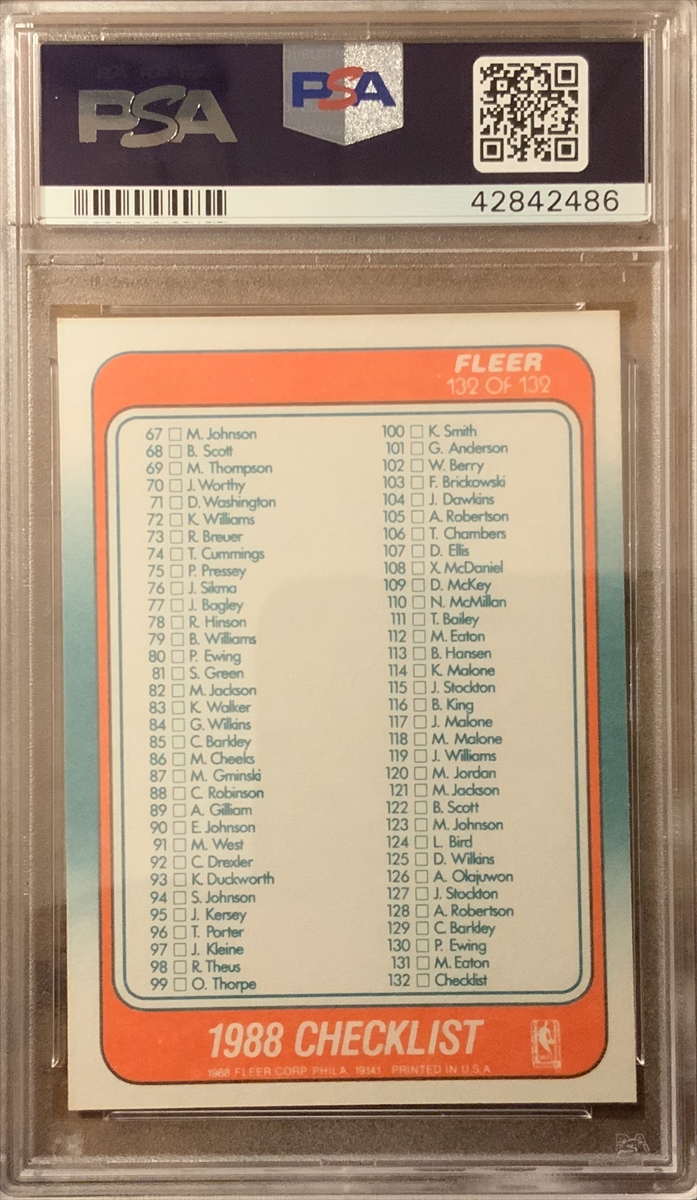 PSA
PSA
42842486
FLEER
132 OF 132
67 M. Johnson
68 B. Scott
69 M. Thompson
70 J. Worthy
71 D. Washington
72 K. Williams
73 R. Breuer
74 T. Cummings
75 P. Pressey
76 J. Sikma
77 J. Bagley
78 R. Hinson
79 B. Williams
80 P. Ewing
81 S. Green
82 M. Jackson
83 K. Walker
84 G. Wilkins
85 C. Barkley
86 M. Cheeks
87 M. Gminski
88 C. Robinson
89 A. Gilliam
90 E. Johnson
91 M. West
92 C. Drexler
93 K. Duckworth
94 S. Johnson
95 J. Kersey
96 T. Porter
97 J. Kleine
98 R. Theus
99 O. Thorpe
100 K. Smith
101 G. Anderson
102 W. Berry
103 F. Brickowski
104 J. Dawkins
105 A. Robertson
106 T. Chambers
107 D. Ellis
108 X. McDaniel
109 D. McKey
110 N. McMillan
111 T. Bailey
112 M. Eaton
113 B. Hansen
114 K. Malone
115 J. Stockton
116 B. King
117 J. Malone
118 M. Malone
119 J. Williams
120 M. Jordan
121 M. Jackson
122 B. Scott
123 M. Johnson
124 L. Bird
125 D. Wilkins
126 A. Olajuwon
127 J. Stockton
128 A. Robertson
129 C. Barkley
130 P. Ewing
131 M. Eaton
132 Checklist
1988 CHECKLIST
© 1988 FLEER CORP. PHILA. 19141 PRINTED IN U.S.A.
PSA